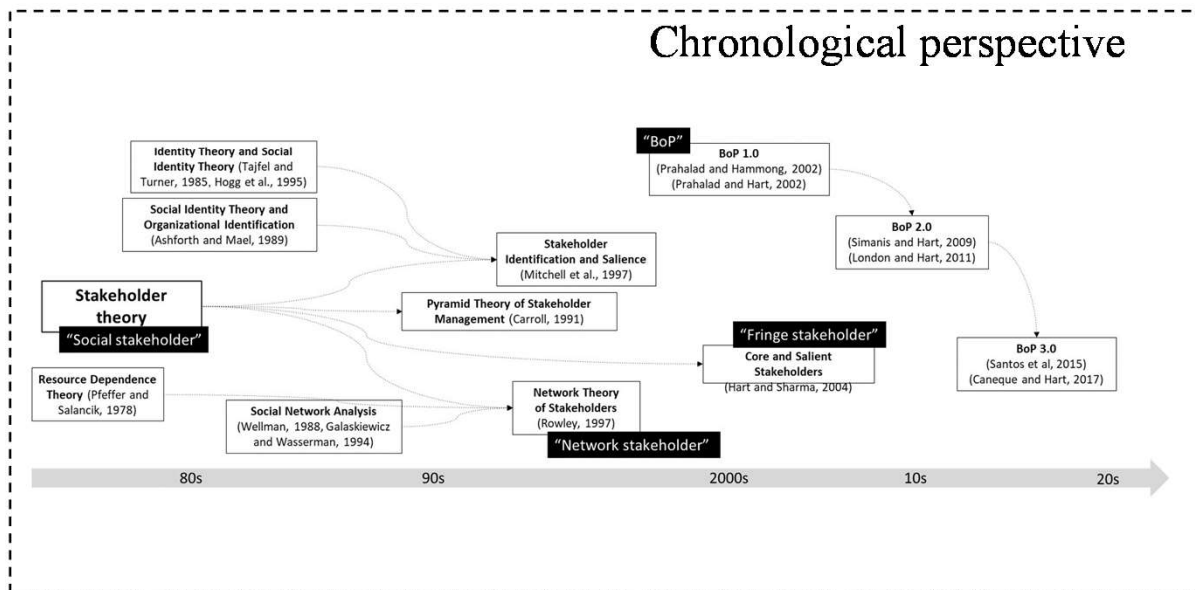 Chronological perspective
Identity Theory and Social
Identity Theory (Tajfel and
Turner, 1985, Hogg et al., 1995)
Social Identity Theory and
Organizational Identification
(Ashforth and Mael, 1989)
Stakeholder
theory
“Social stakeholder”
Resource Dependence
Theory (Pfeffer and
Salancik, 1978)
Social Network Analysis
(Wellman, 1988, Galaskiewicz
and Wasserman, 1994)
Stakeholder
Identification and Salience
(Mitchell et al., 1997)
Pyramid Theory of Stakeholder
Management (Carroll, 1991)
Network Theory
of Stakeholders
(Rowley, 1997)
“Network stakeholder”
“BoP”
BoP 1.0
(Prahalad and Hammong, 2002)
(Prahalad and Hart, 2002)
BoP 2.0
(Simanis and Hart, 2009)
(London and Hart, 2011)
“Fringe stakeholder”
Core and Salient
Stakeholders
(Hart and Sharma, 2004)
BoP 3.0
(Santos et al, 2015)
(Caneque and Hart, 2017)
80s
90s
2000s
10s
20s